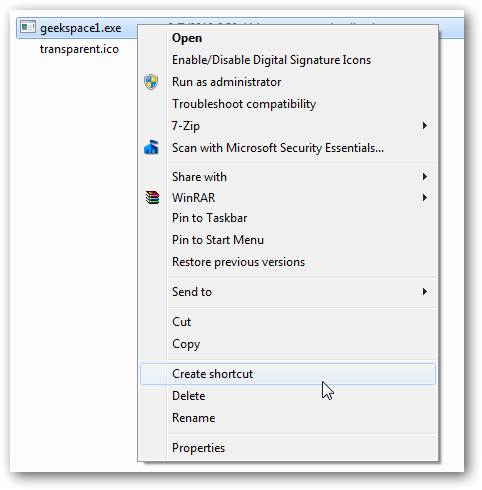 geekspace1.exe
transparent.ico
Open
Enable/Disable Digital Signature Icons
Run as administrator
Troubleshoot compatibility
7-Zip
Scan with Microsoft Security Essentials...
Share with
WinRAR
Pin to Taskbar
Pin to Start Menu
Restore previous versions
Send to
Cut
Copy
Create shortcut
Delete
Rename
Properties